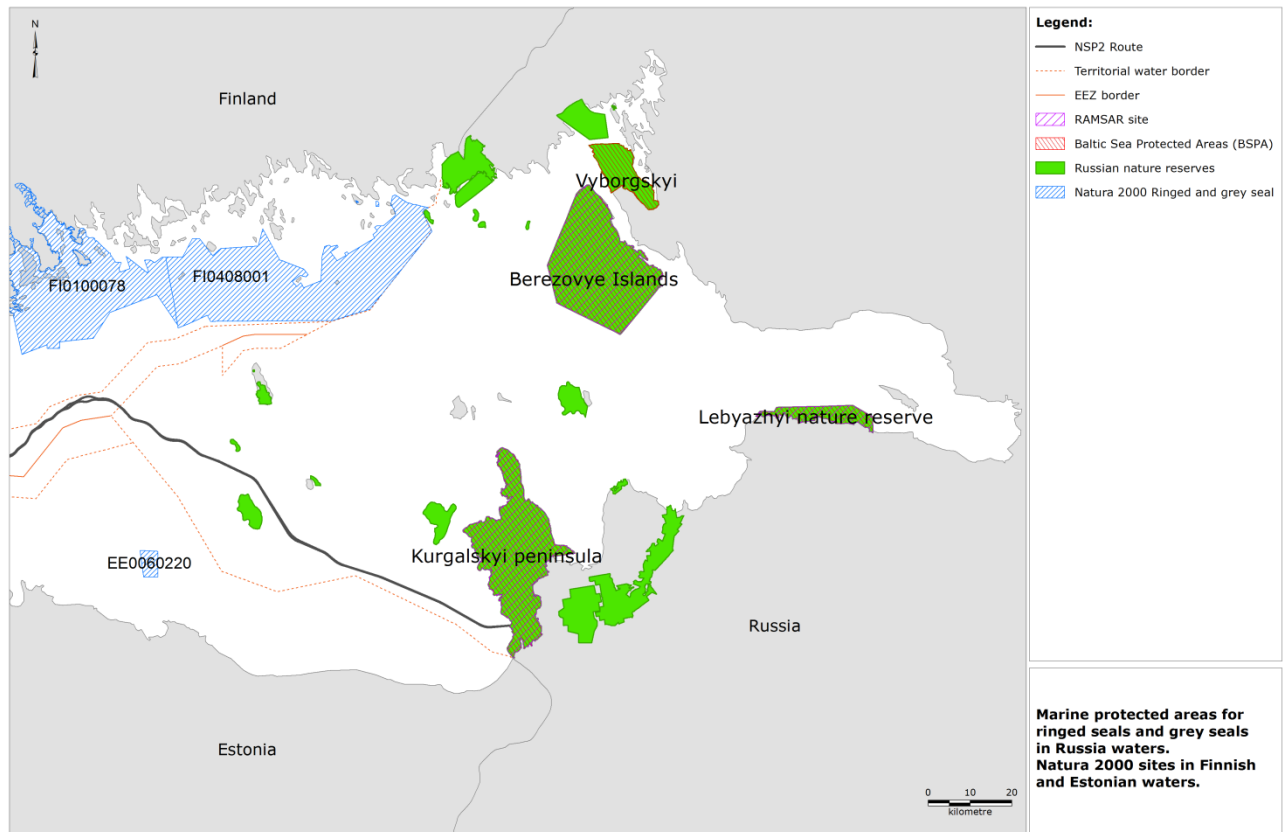 N
Finland
Vyborgskyi
FI0100078
FI0408001
Berezovye Islands
Lebyazhyi nature reserve
EE0060220
Kurgalskyi peninsula
Russia
Estonia
0 10 20
kilometre
Legend:
NSP2 Route
Territorial water border
EEZ border
RAMSAR site
Baltic Sea Protected Areas (BSPA)
Russian nature reserves
Natura 2000 Ringed and grey seal
Marine protected areas for
ringed seals and grey seals
in Russia waters.
Natura 2000 sites in Finnish
and Estonian waters.